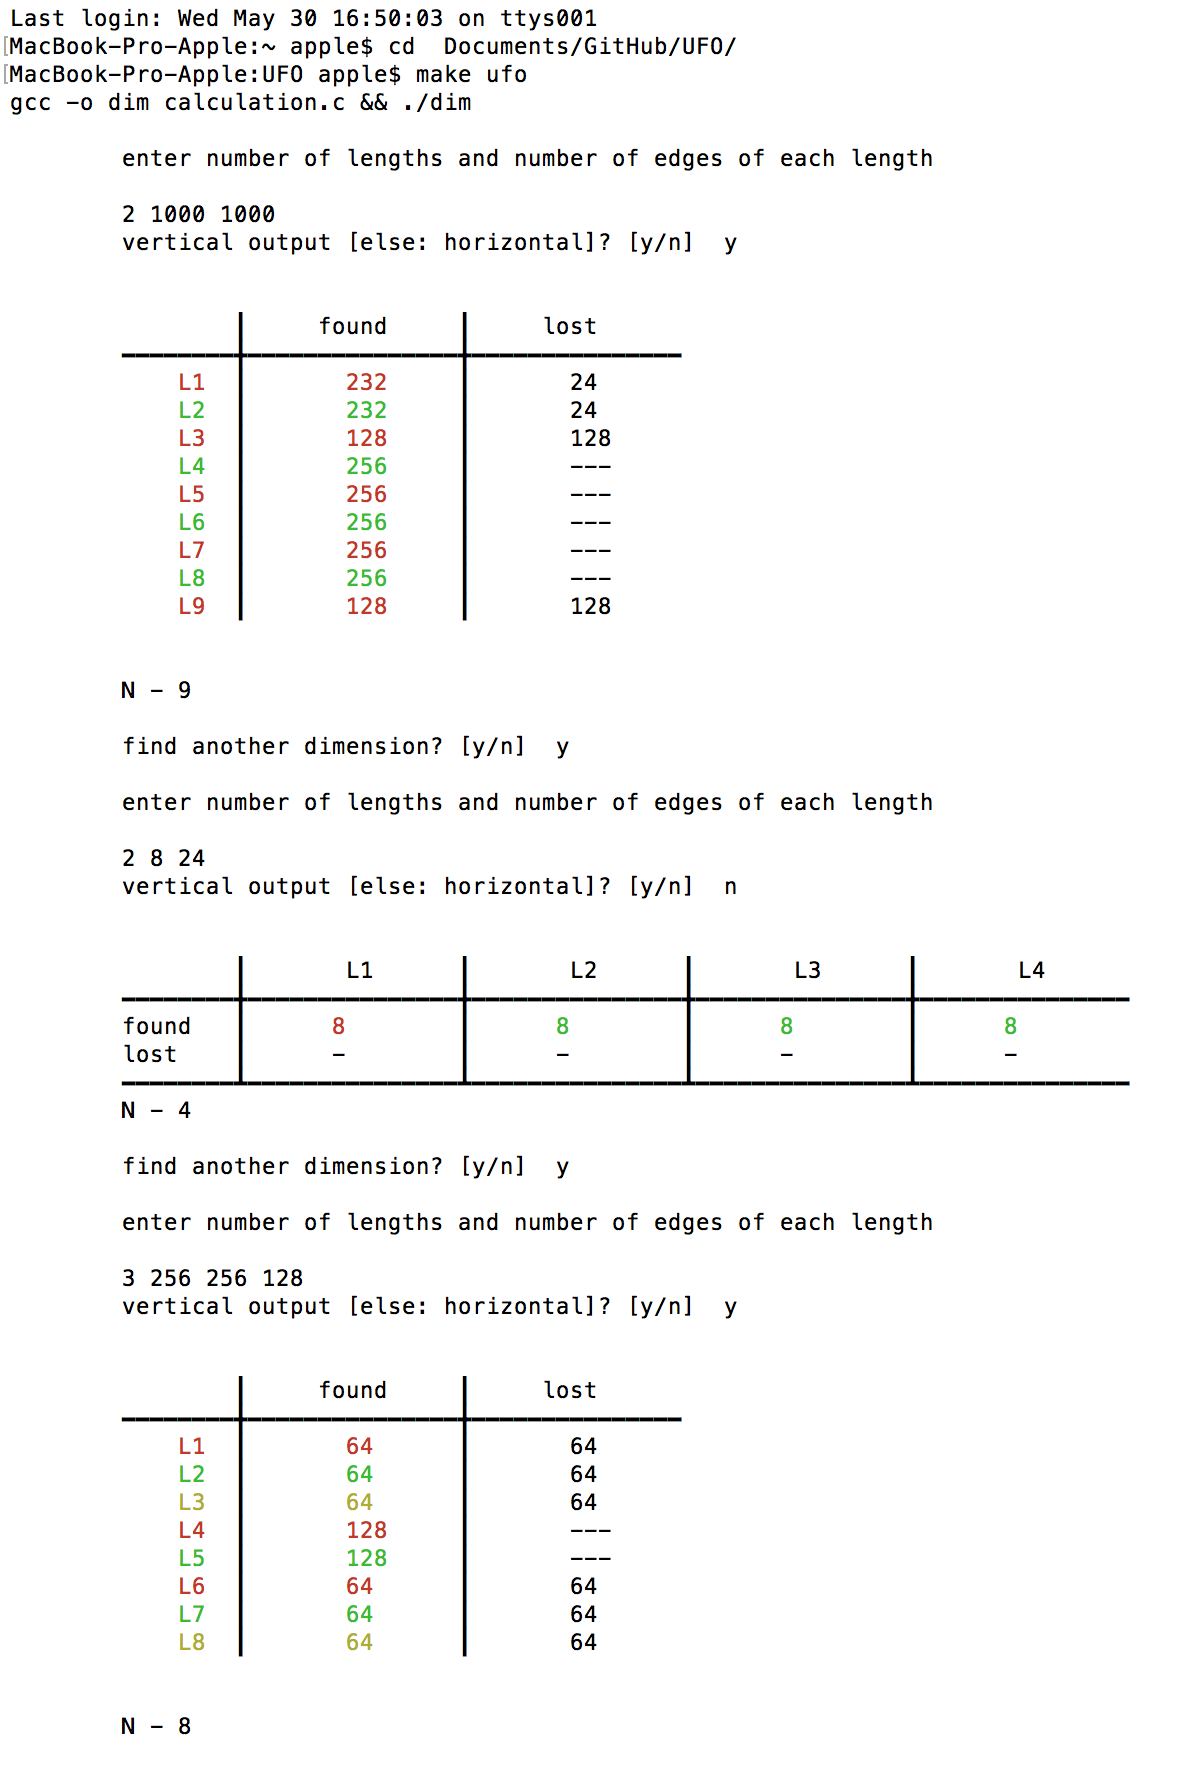 Last login: Wed May 30 16:50:03 on ttys001
[MacBook-Pro-Apple:~ apple$ cd  Documents/GitHub/UFO/
[MacBook-Pro-Apple:UFO apple$ make ufo
gcc -o dim calculation.c && ./dim
enter number of lengths and number of edges of each length
2 1000 1000
vertical output [else: horizontal]? [y/n]  y
found lost
L1 232 24
L2 232 24
L3 128 128
L4 256 ---
L5 256 ---
L6 256 ---
L7 256 ---
L8 256 ---
L9 128 128
N - 9
find another dimension? [y/n]  y
enter number of lengths and number of edges of each length
2 8 24
vertical output [else: horizontal]? [y/n]  n
L1 L2 L3 L4
found 8 8 8 8
lost - - - -
N - 4
find another dimension? [y/n]  y
enter number of lengths and number of edges of each length
3 256 256 128
vertical output [else: horizontal]? [y/n]  y
found lost
L1 64 64
L2 64 64
L3 64 64
L4 128 ---
L5 128 ---
L6 64 64
L7 64 64
L8 64 64
N - 8